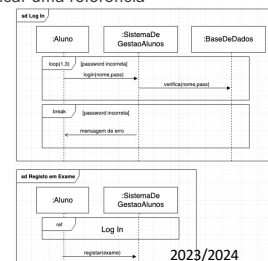 car uma referência
sd Log In
:Aluno
:SistemaDe
GestaoAlunos
:BaseDeDados
loop(1,3)
[password incorreta]
login(nome,pass)
verifica(nome,pass)
break
[password incorreta]
mensagem de erro
sd Registo em Exame
:Aluno
:SistemaDe
GestaoAlunos
ref
Log In
registar(exame)
2023/2024